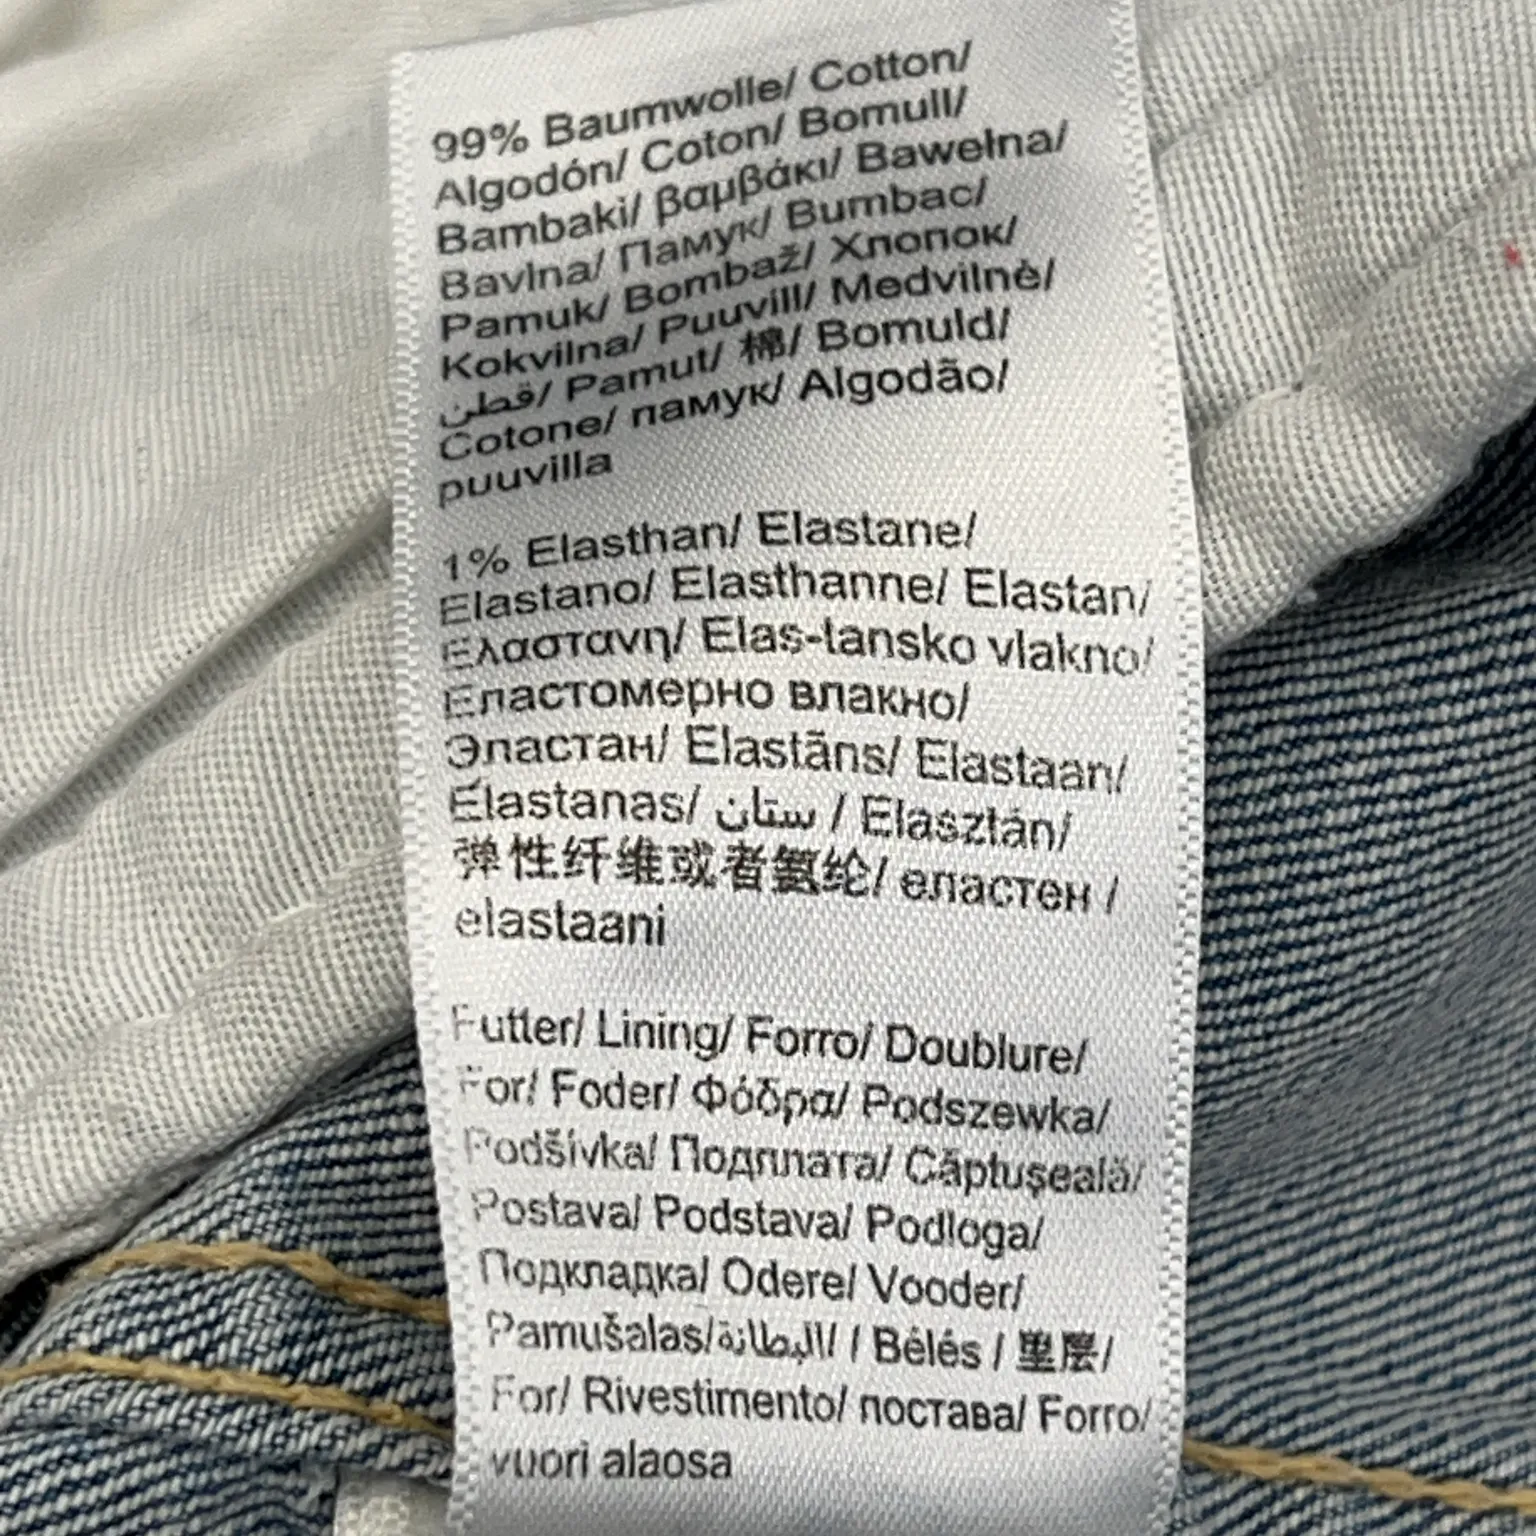 99% Baumwolle/ Cotton/
Algodón/ Coton/ Bomull/
Bambaki/ βαμβάκι/ Bawełna/
Bavlna/ Памук/ Bumbac/
Pamuk/ Bombaž/ Хлопок/
Kokvilna/ Puuvill/ Medvilnė/
قطن/ Pamut/ 棉/ Bomuld/
Cotone/ памук/ Algodão/
puuvilla
1% Elasthan/ Elastane/
Elastano/ Elasthanne/ Elastan/
Ελαστανη/ Elas-tansko vlakno/
Еластомерно влакно/
Эластан/ Elastāns/ Elastaan/
Elastanas/ ستان / Elasztán/
弹性纤维或者氨纶/ еластен /
elastaani
Futter/ Lining/ Forro/ Doublure/
For/ Foder/ Φόδρα/ Podszewka/
Podšívka/ Подплата/ Căptuşeală/
Postava/ Podstava/ Podloga/
Подкладка/ Odere/ Vooder/
Pamušalas/البطانة / Bélés / 里层/
For/ Rivestimento/ постава/ Forro/
vuori alaosa